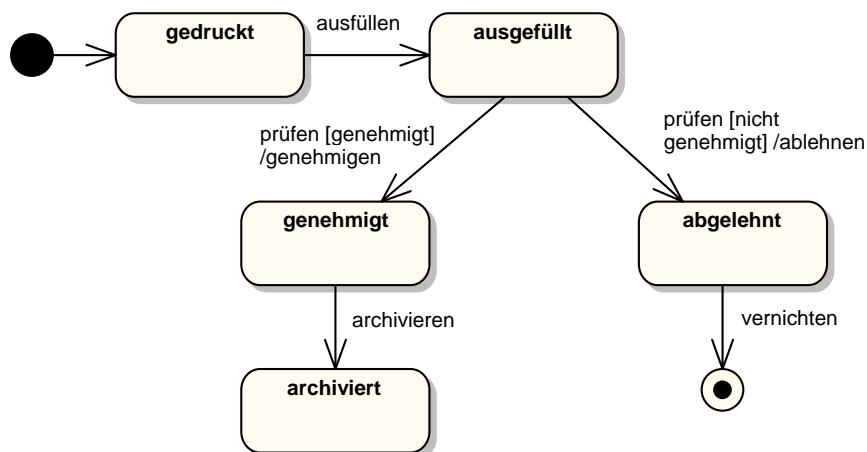 gedruckt
ausfüllen
ausgefüllt
prüfen [genehmigt]
/genehmigen
prüfen [nicht
genehmigt] /ablehnen
genehmigt
abgelehnt
archivieren
vernichten
archiviert